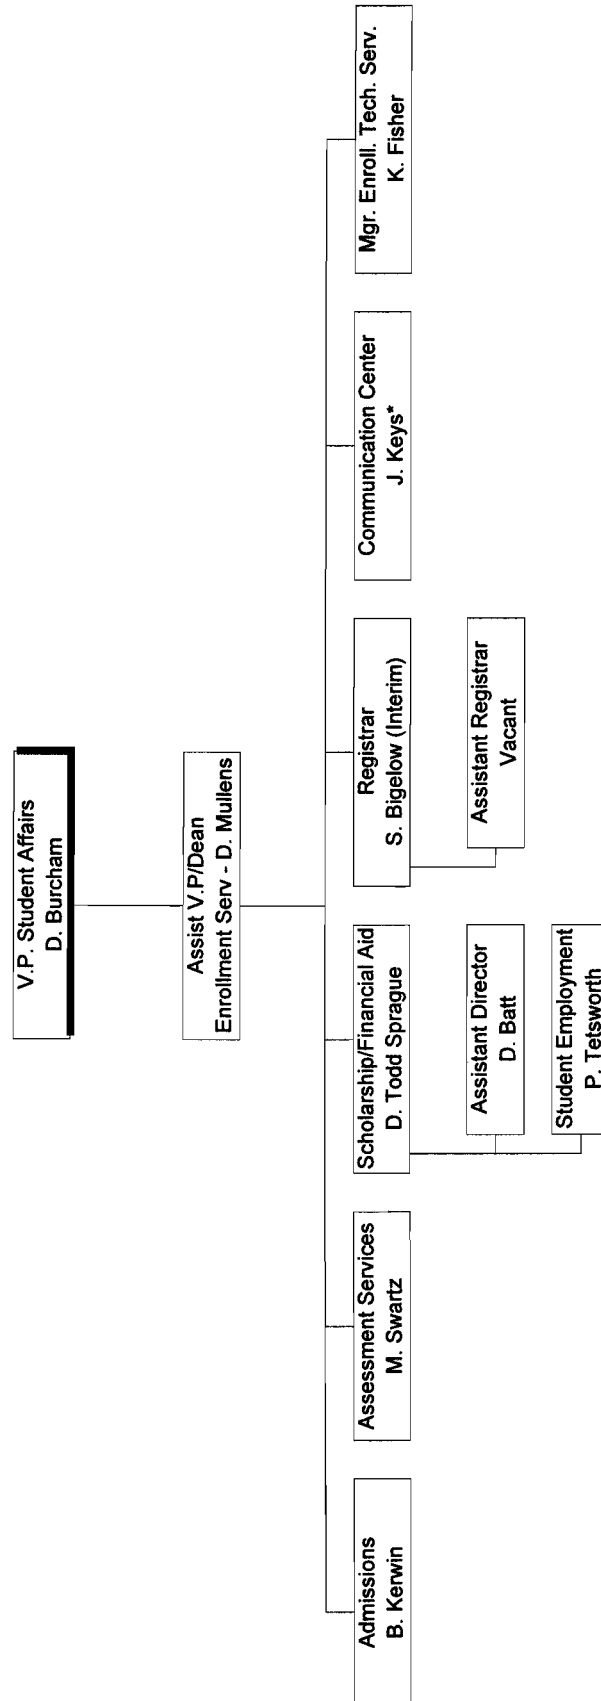 V.P. Student Affairs
D. Burcham
Assist V.P/Dean
Enrollment Serv - D. Mullens
Admissions
B. Kerwin
Assessment Services
M. Swartz
Scholarship/Financial Aid
D. Todd Sprague
Assistant Director
D. Batt
Student Employment
P. Tetsworth
Registrar
S. Bigelow (Interim)
Assistant Registrar
Vacant
Communication Center
J. Keys*
Mgr. Enroll. Tech. Serv.
K. Fisher